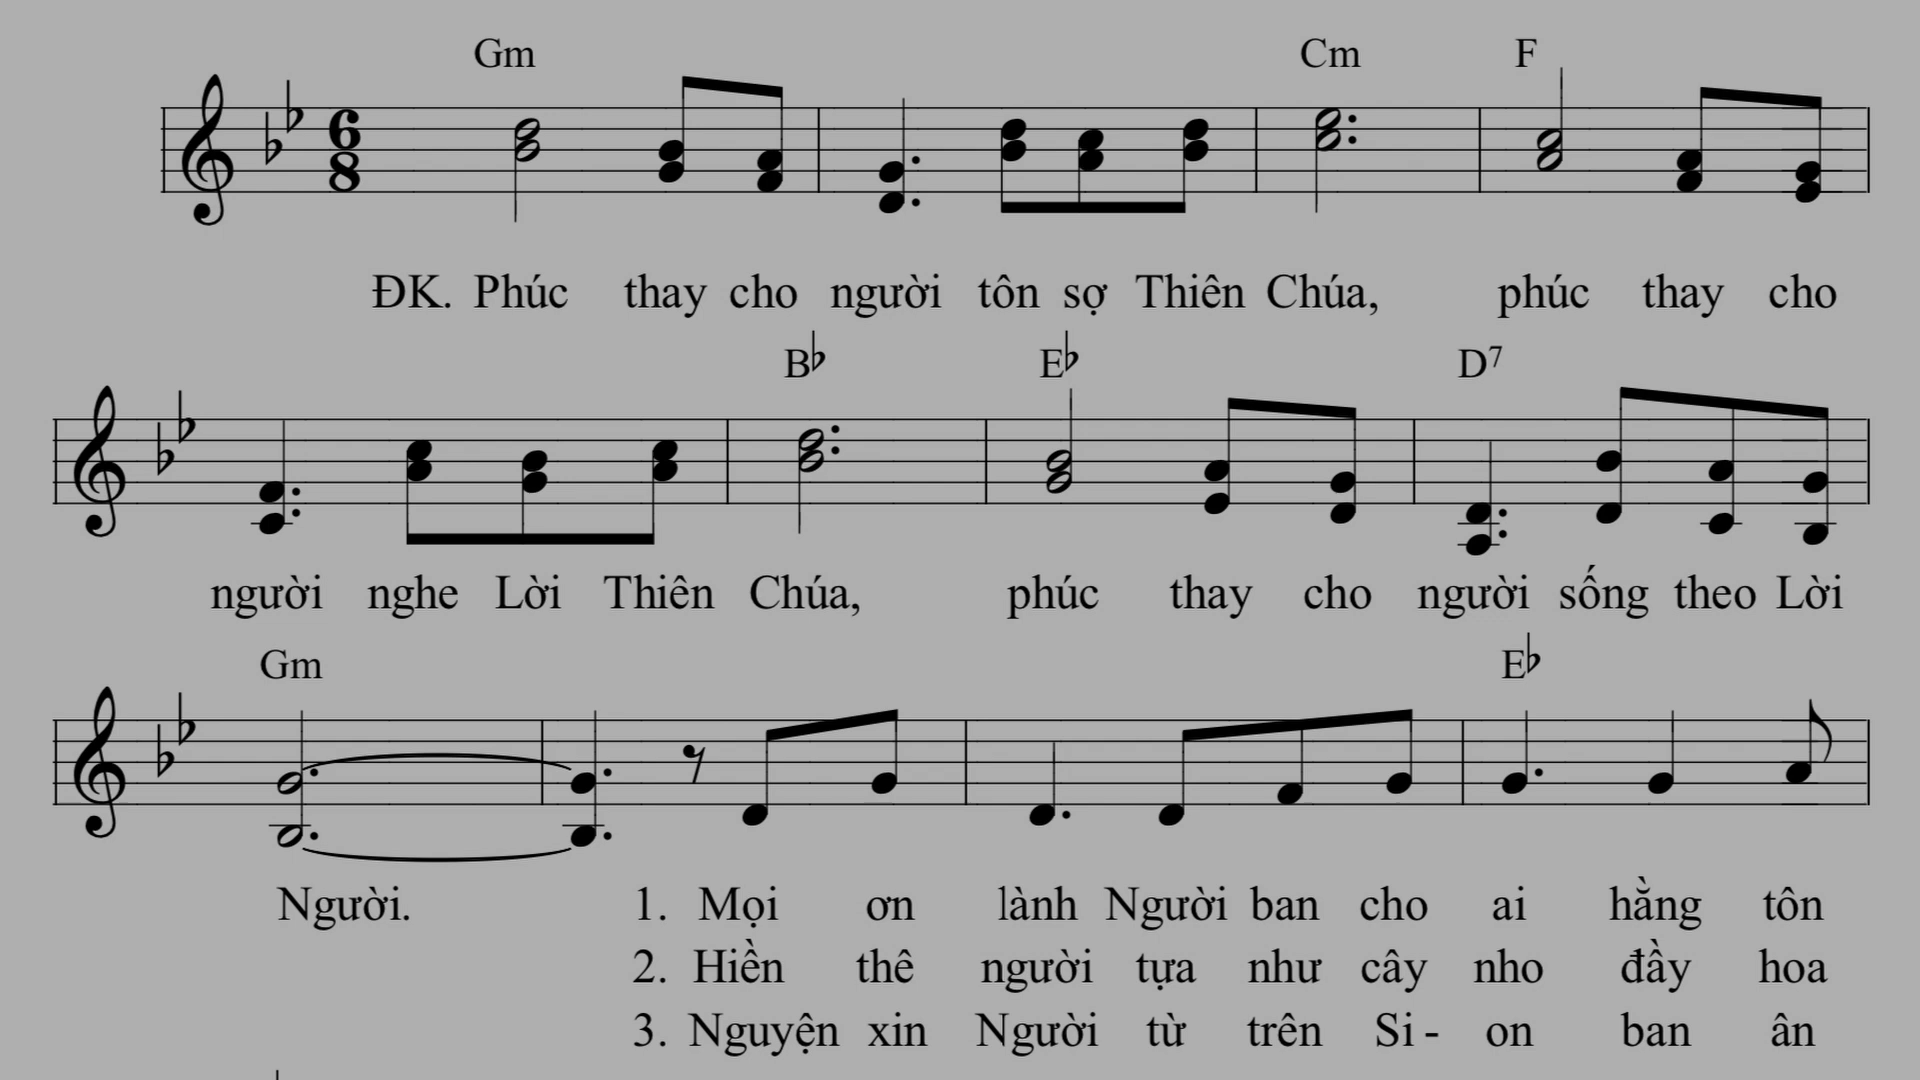 Gm Cm F
6
8
ĐK. Phúc thay cho người tôn sợ Thiên Chúa, phúc thay cho
B♭ E♭ D7
người nghe Lời Thiên Chúa, phúc thay cho người sống theo Lời
Gm E♭
Người. 1. Mọi ơn lành Người ban cho ai hằng tôn
2. Hiền thê người tựa như cây nho đầy hoa
3. Nguyện xin Người từ trên Si - on ban ân